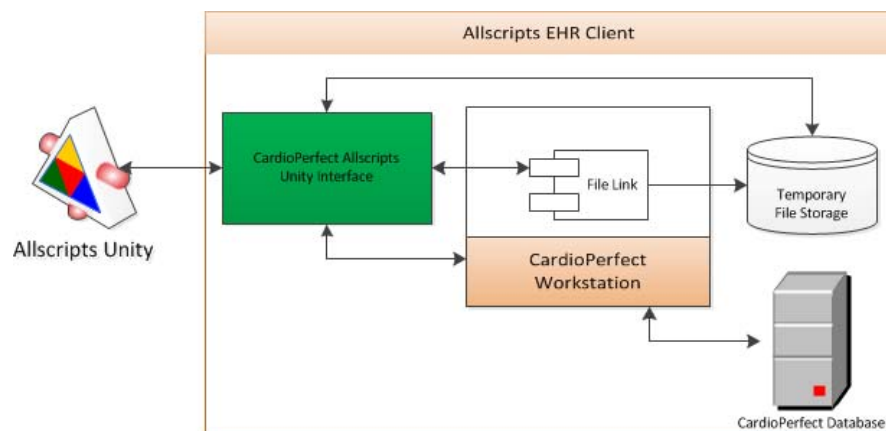 Allscripts EHR Client
CardioPerfect Allscripts
Unity Interface
File Link
Temporary
File Storage
Allscripts Unity
CardioPerfect
Workstation
CardioPerfect Database